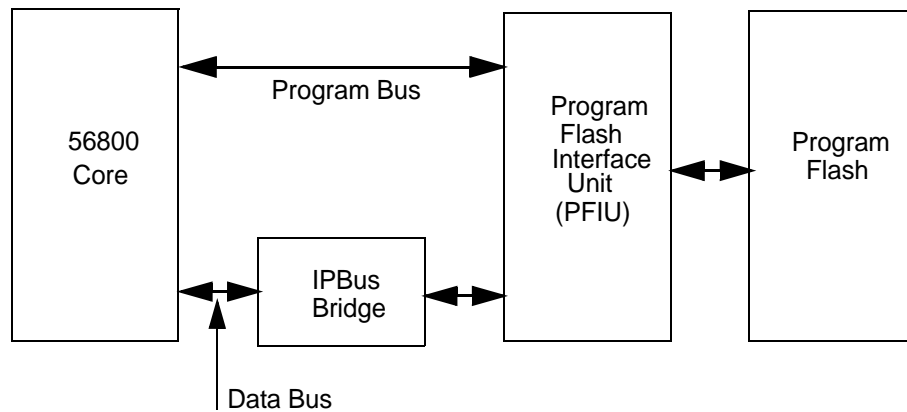 56800
Core
Program Bus
Program
Flash
Interface
Unit
(PFIU)
Program
Flash
IPBus
Bridge
Data Bus